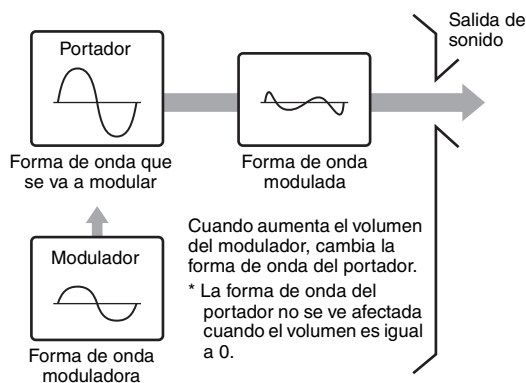 Salida de
sonido
Portador
Forma de onda que
se va a modular
Forma de onda
modulada
Modulador
Forma de onda
moduladora
Cuando aumenta el volumen
del modulador, cambia la
forma de onda del portador.
* La forma de onda del
portador no se ve afectada
cuando el volumen es igual
a 0.